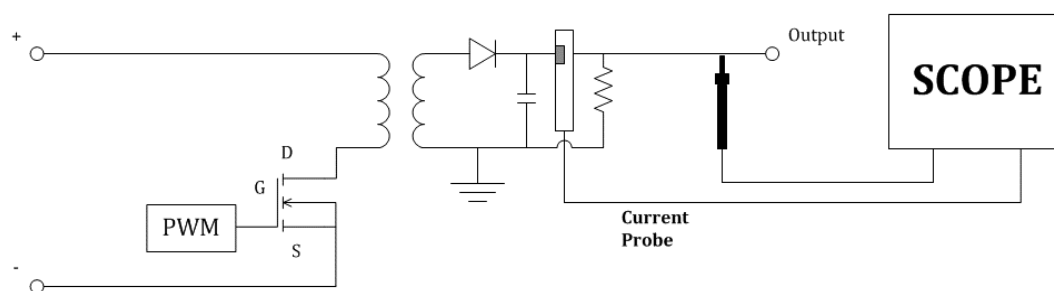 +
Output
SCOPE
D
G
PWM
S
Current
Probe
-